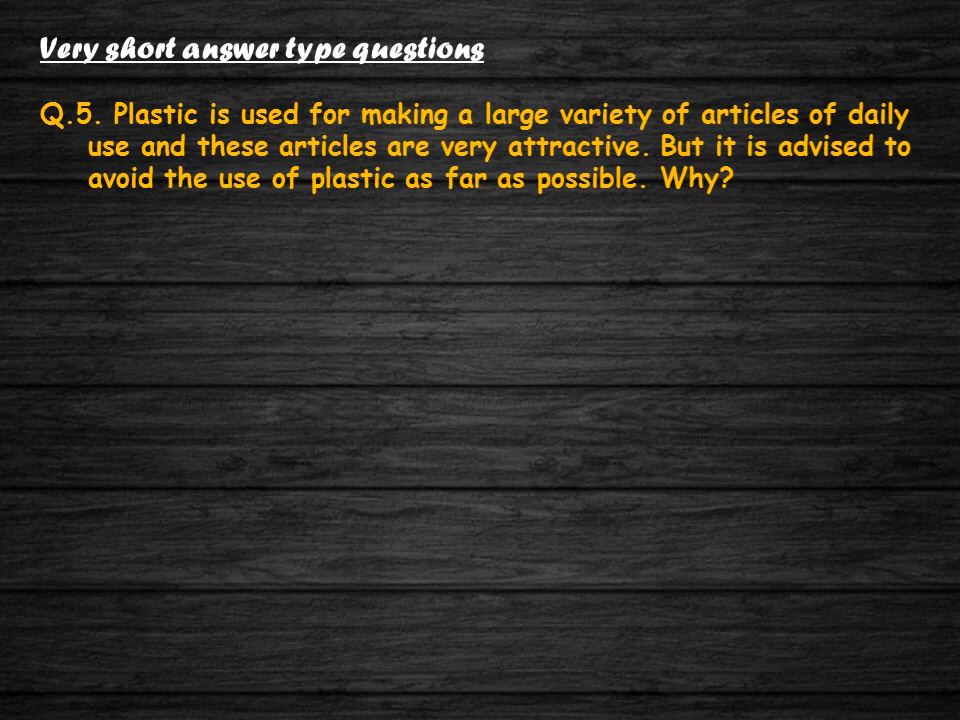 Very short answer type questions
Q.5. Plastic is used for making a large variety of articles of daily
use and these articles are very attractive. But it is advised to
avoid the use of plastic as far as possible. Why?